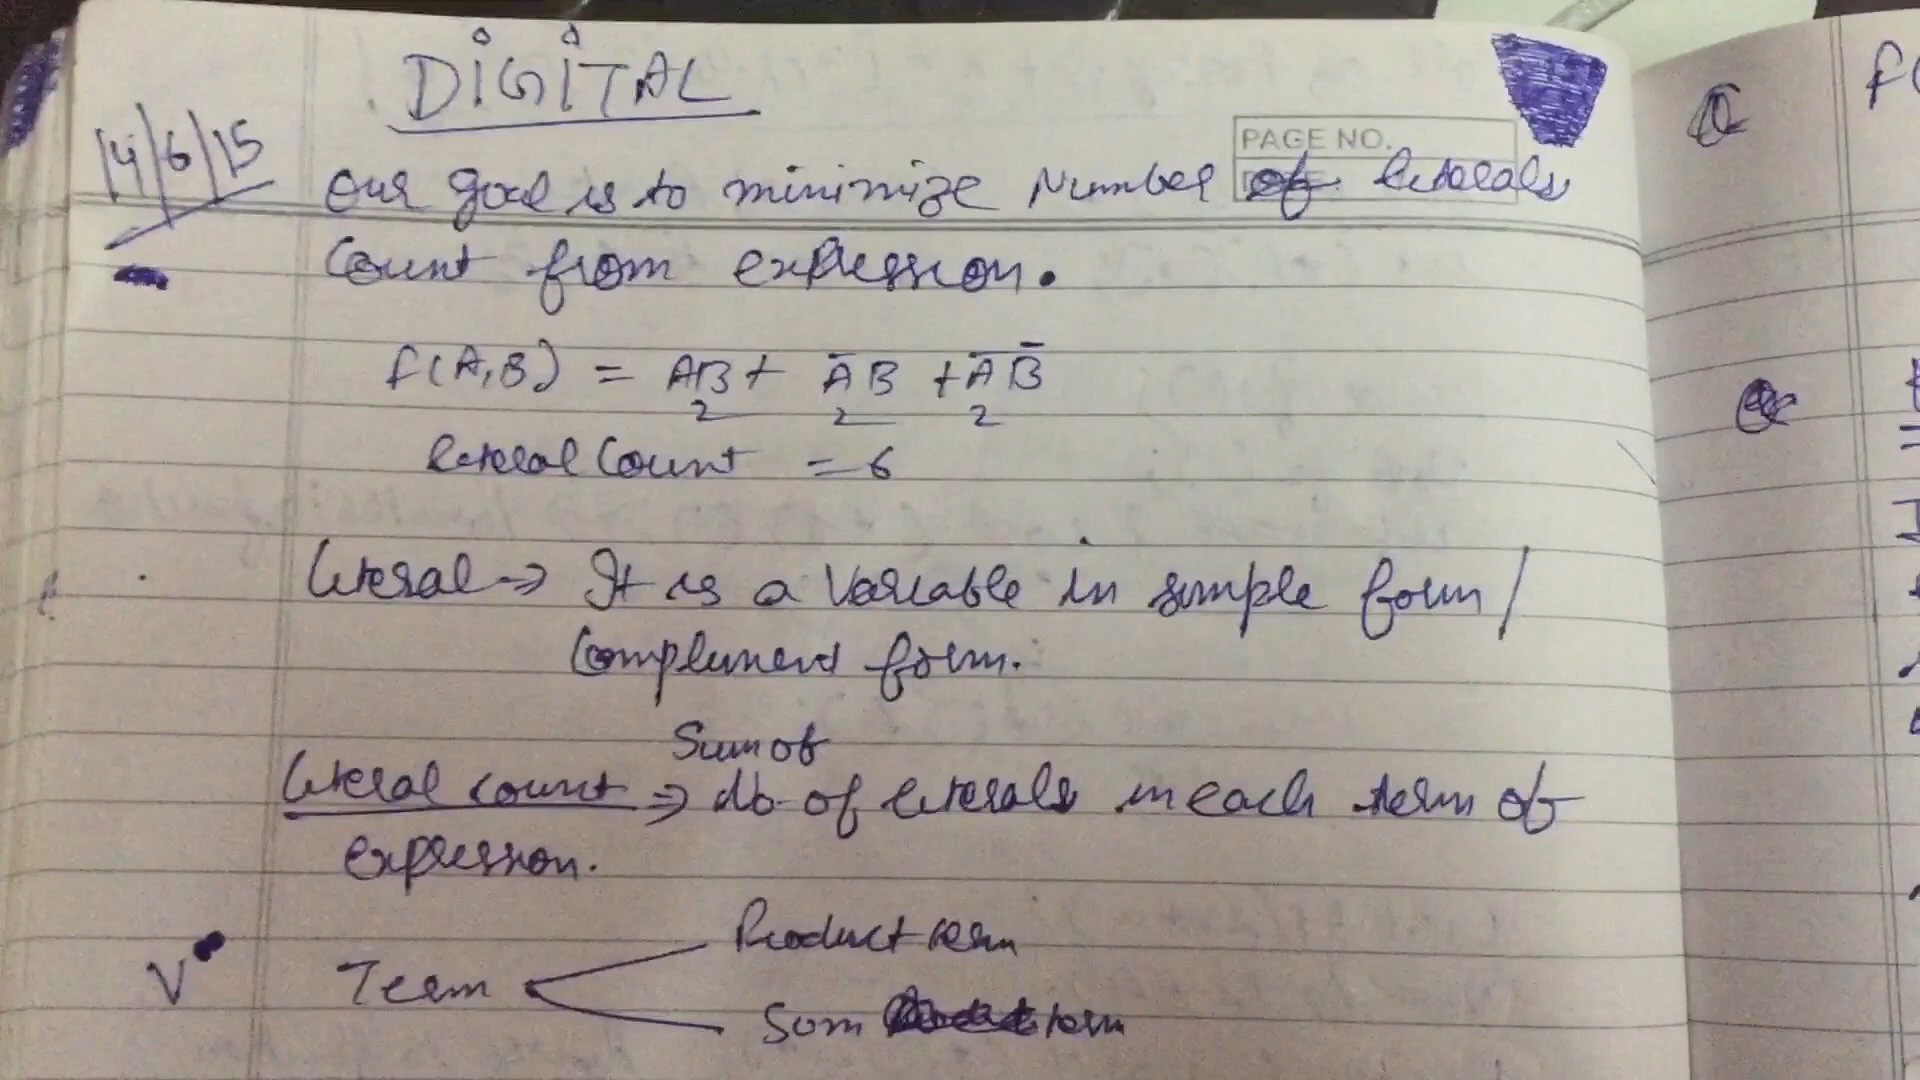 DIGITAL
14/6/15
PAGE NO.
Our goal is to minimize Number of literals
Count from expression.
f(A,B) = AB + A̅B + A̅B̅
2 2 2
literal Count = 6
literal → It is a Variable in simple form /
Complement form.
Sum of
literal count ⇒ No of literals in each term of
expression.
Product term
V Term
Sum term
Q f(
Q